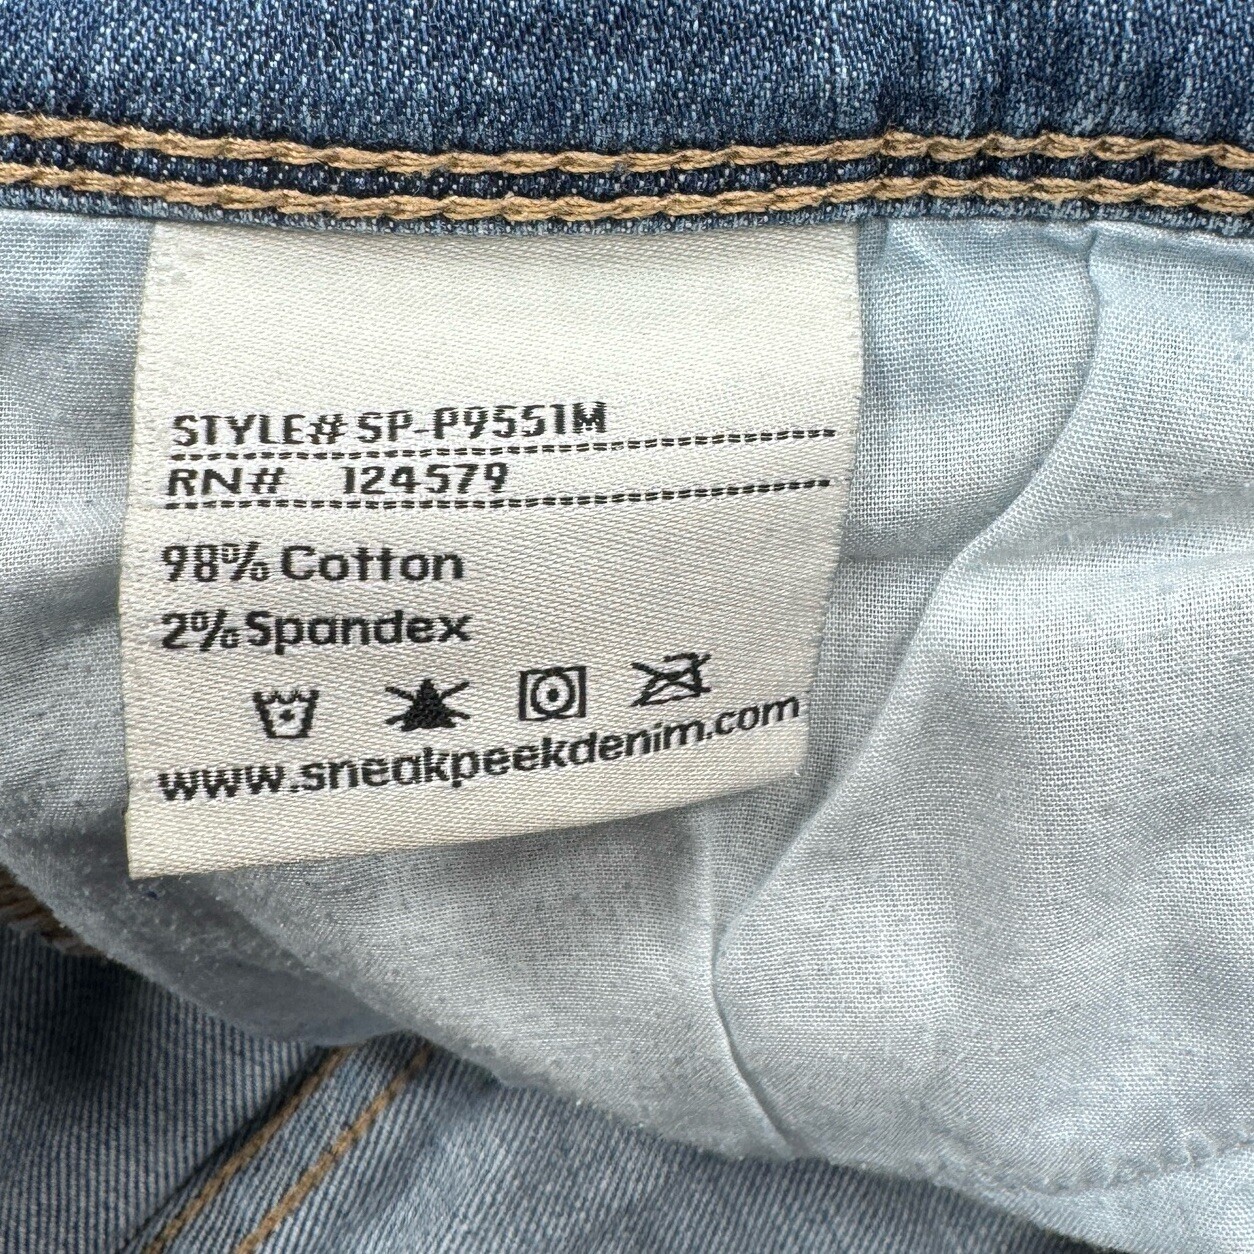 STYLE# SP-P9551M
RN# 124579
98% Cotton
2% Spandex
www.sneakpeekdenim.com